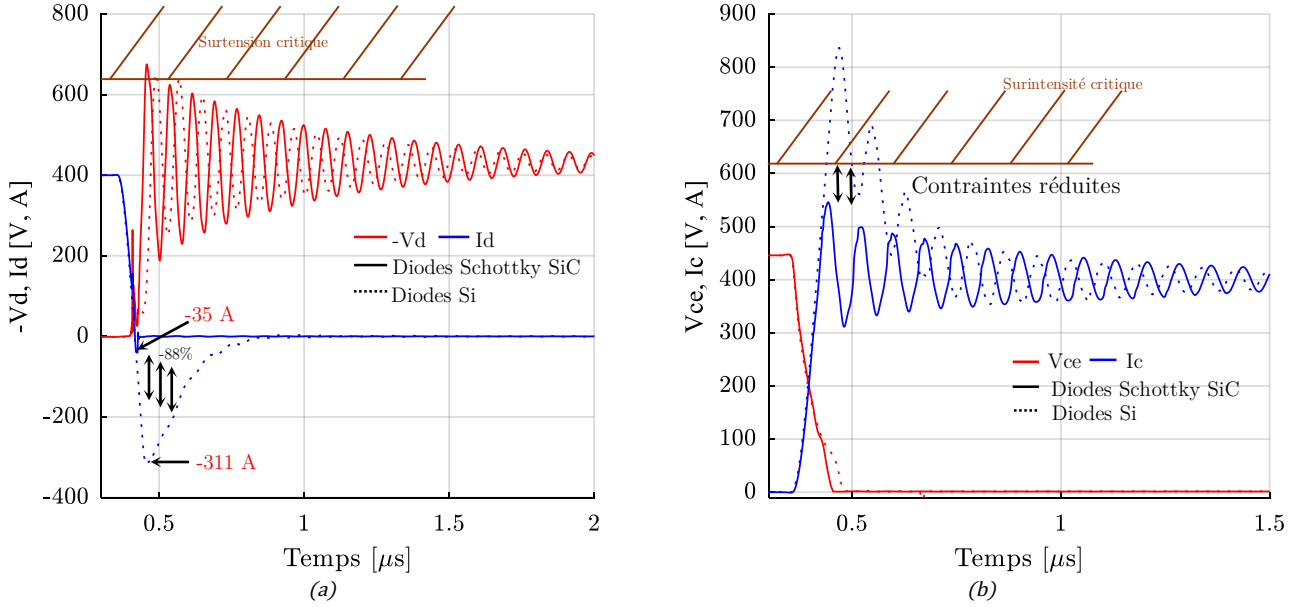 800
600
400
200
0
-200
-400
-Vd, Id [V, A]
Surtension critique
-Vd
Id
Diodes Schottky SiC
Diodes Si
-35 A
-88%
-311 A
0.5
1
1.5
2
Temps [μs]
(a)
900
800
700
600
500
400
300
200
100
0
Vce, Ic [V, A]
Surintensité critique
Contraintes réduites
Vce
Ic
Diodes Schottky SiC
Diodes Si
0.5
1
1.5
Temps [μs]
(b)